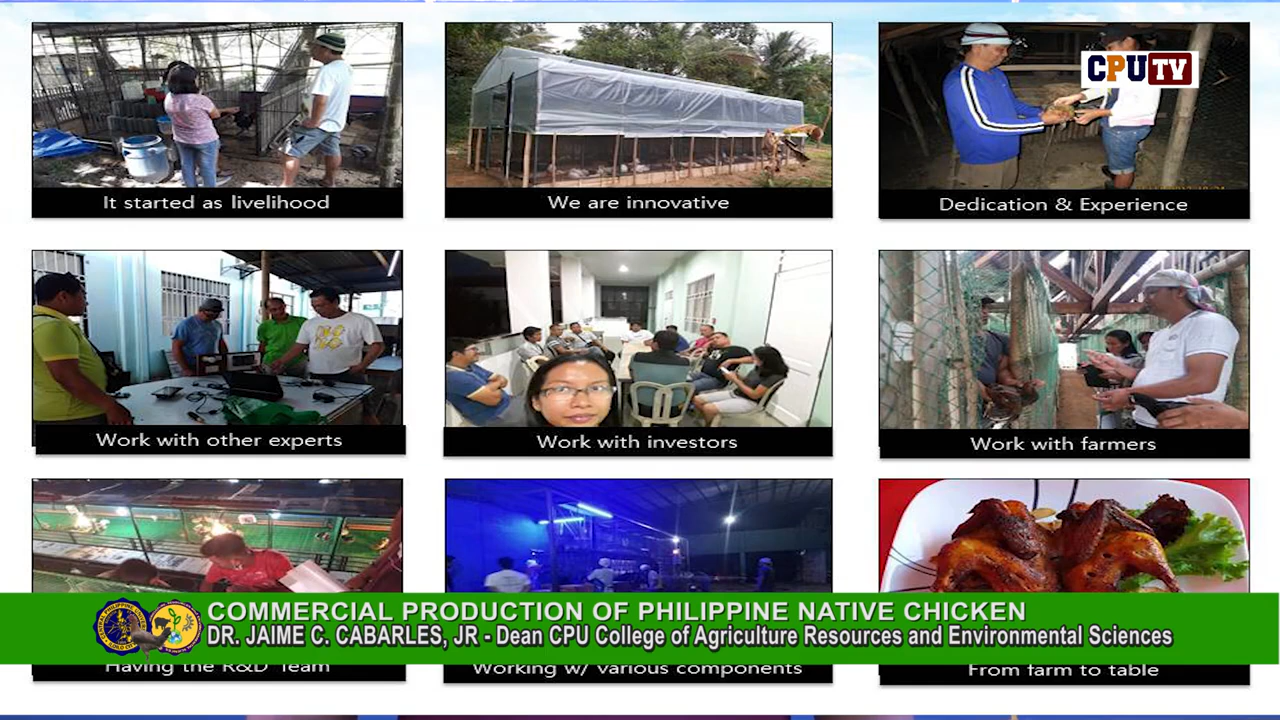 CPUTV
It started as livelihood
We are innovative
Dedication & Experience
Work with other experts
Work with investors
Work with farmers
COMMERCIAL PRODUCTION OF PHILIPPINE NATIVE CHICKEN
DR. JAIME C. CABARLES, JR - Dean CPU College of Agriculture Resources and Environmental Sciences
Having the R&D Team
Working w/ various components
From farm to table